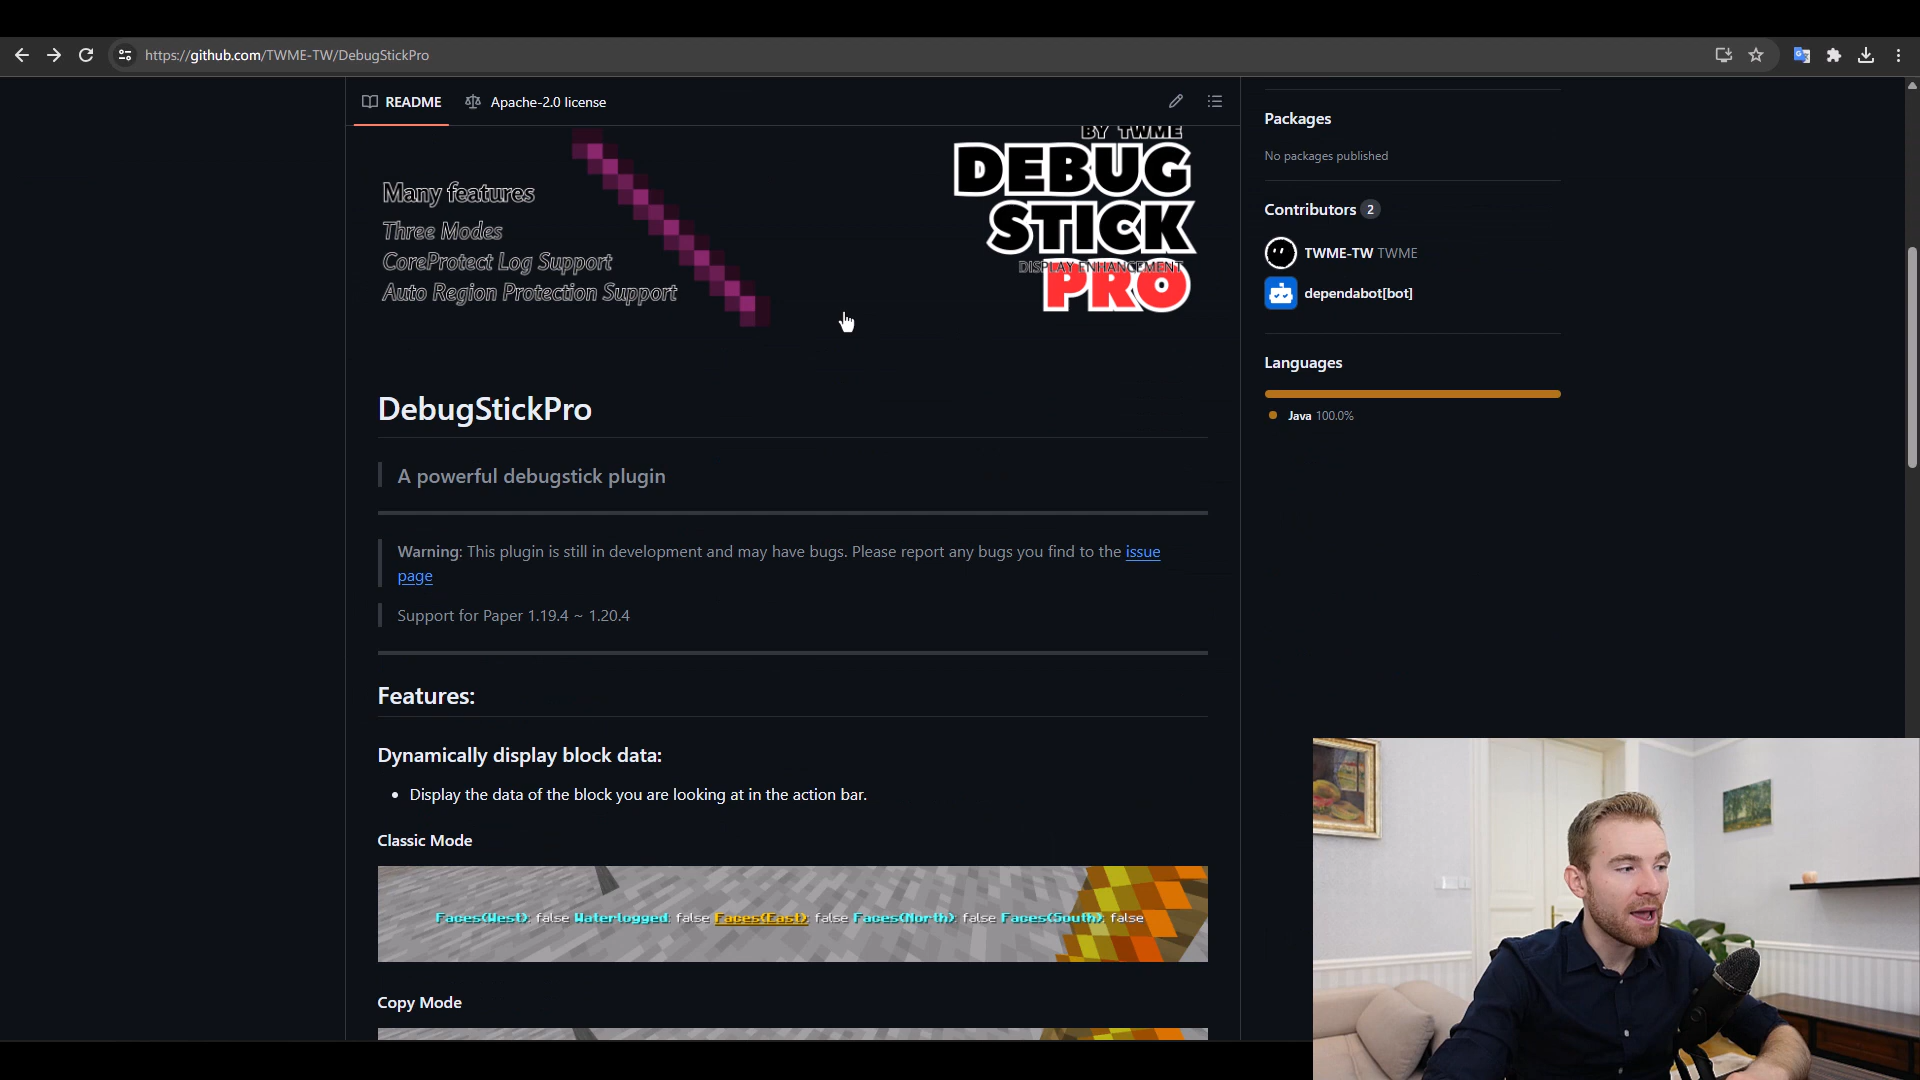 https://github.com/TWME-TW/DebugStickPro
README
Apache-2.0 license
BY TWME
DEBUG
STICK
DISPLAY ENHANCEMENT
PRO
Many features
Three Modes
CoreProtect Log Support
Auto Region Protection Support
DebugStickPro
A powerful debugstick plugin
Warning: This plugin is still in development and may have bugs. Please report any bugs you find to the issue
page
Support for Paper 1.19.4 ~ 1.20.4
Features:
Dynamically display block data:
• Display the data of the block you are looking at in the action bar.
Classic Mode
Faces(West): false Waterlogged: false Faces(East): false Faces(North): false Faces(South): false
Copy Mode
Packages
No packages published
Contributors 2
TWME-TW TWME
dependabot[bot]
Languages
Java 100.0%